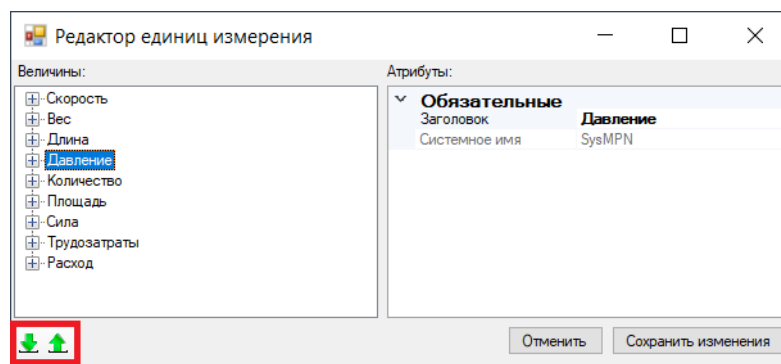 Редактор единиц измерения
Величины:
Скорость
Вес
Длина
Давление
Количество
Площадь
Сила
Трудозатраты
Расход
Атрибуты:
Обязательные
Заголовок Давление
Системное имя SysMPN
Отменить Сохранить изменения